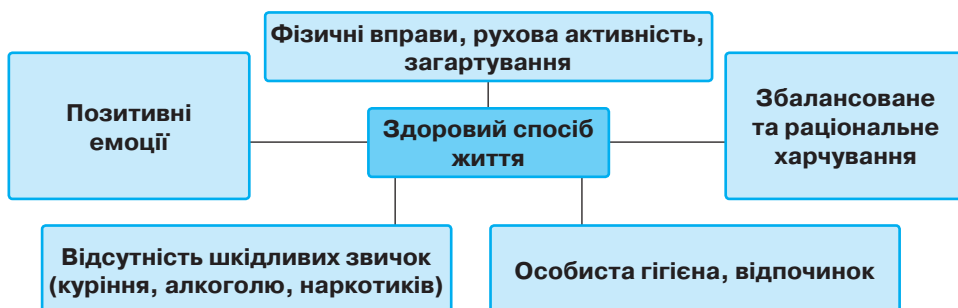 Фізичні вправи, рухова активність,
загартування
Позитивні
емоції
Здоровий спосіб
життя
Збалансоване
та раціональне
харчування
Відсутність шкідливих звичок
(куріння, алкоголю, наркотиків)
Особиста гігієна, відпочинок